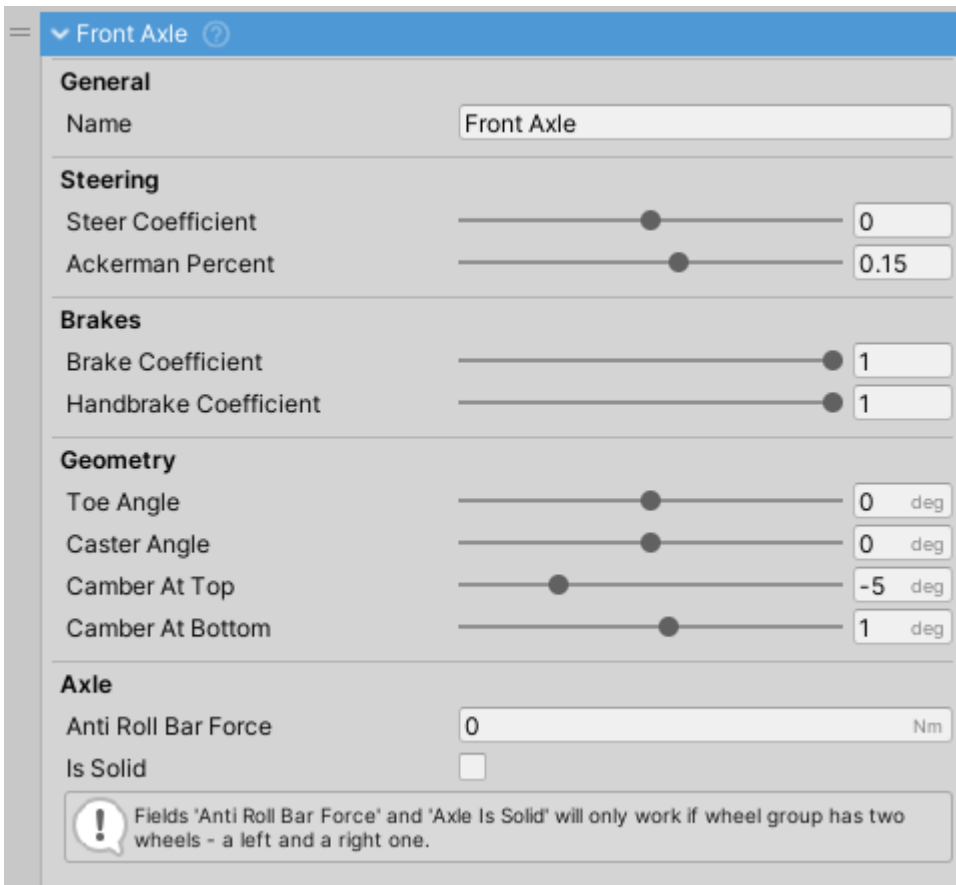 Front Axle ?
General
Name Front Axle
Steering
Steer Coefficient 0
Ackerman Percent 0.15
Brakes
Brake Coefficient 1
Handbrake Coefficient 1
Geometry
Toe Angle 0 deg
Caster Angle 0 deg
Camber At Top -5 deg
Camber At Bottom 1 deg
Axle
Anti Roll Bar Force 0 Nm
Is Solid
! Fields 'Anti Roll Bar Force' and 'Axle Is Solid' will only work if wheel group has two
wheels - a left and a right one.